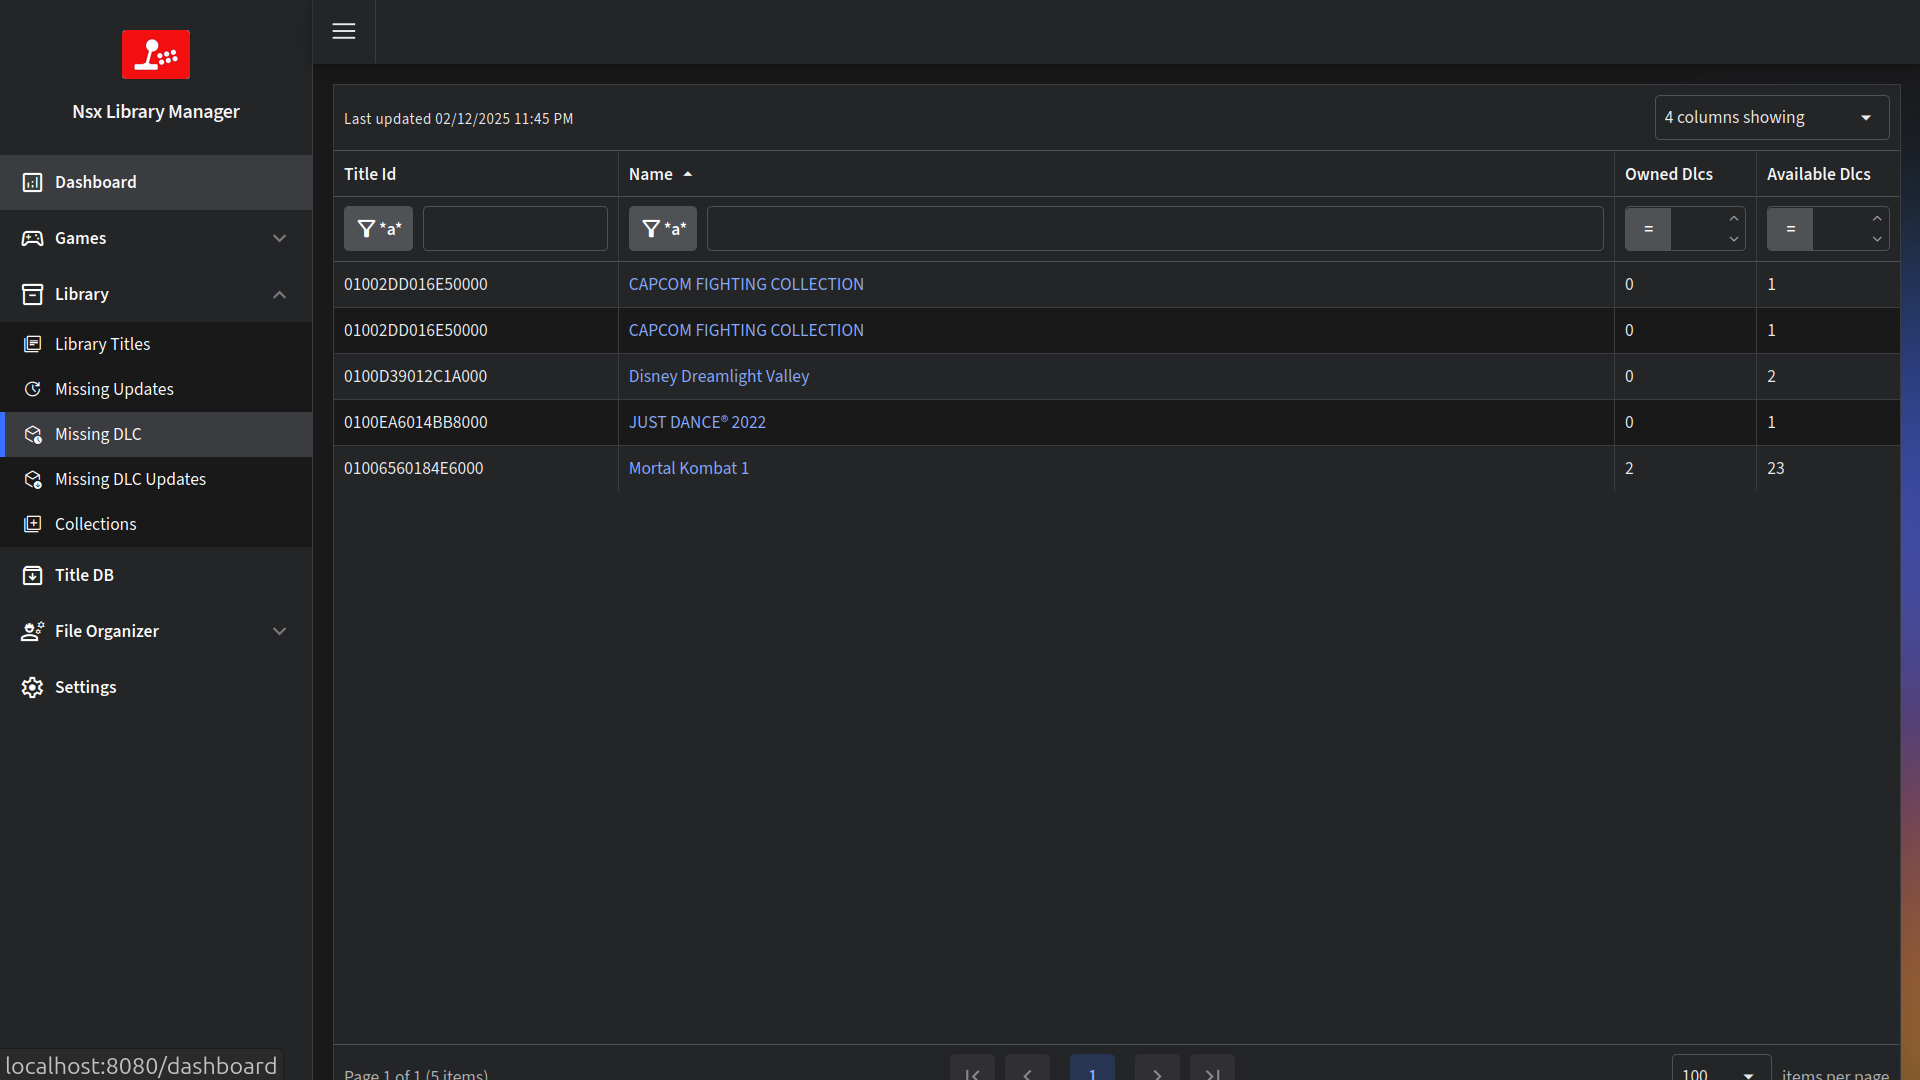 Nsx Library Manager
Dashboard
Games
Library
Library Titles
Missing Updates
Missing DLC
Missing DLC Updates
Collections
Title DB
File Organizer
Settings
localhost:8080/dashboard
Last updated 02/12/2025 11:45 PM
4 columns showing
Title Id Name Owned Dlcs Available Dlcs
*a* *a* = =
01002DD016E50000 CAPCOM FIGHTING COLLECTION 0 1
01002DD016E50000 CAPCOM FIGHTING COLLECTION 0 1
0100D39012C1A000 Disney Dreamlight Valley 0 2
0100EA6014BB8000 JUST DANCE® 2022 0 1
01006560184E6000 Mortal Kombat 1 2 23
Page 1 of 1 (5 items) 1 100 items per page